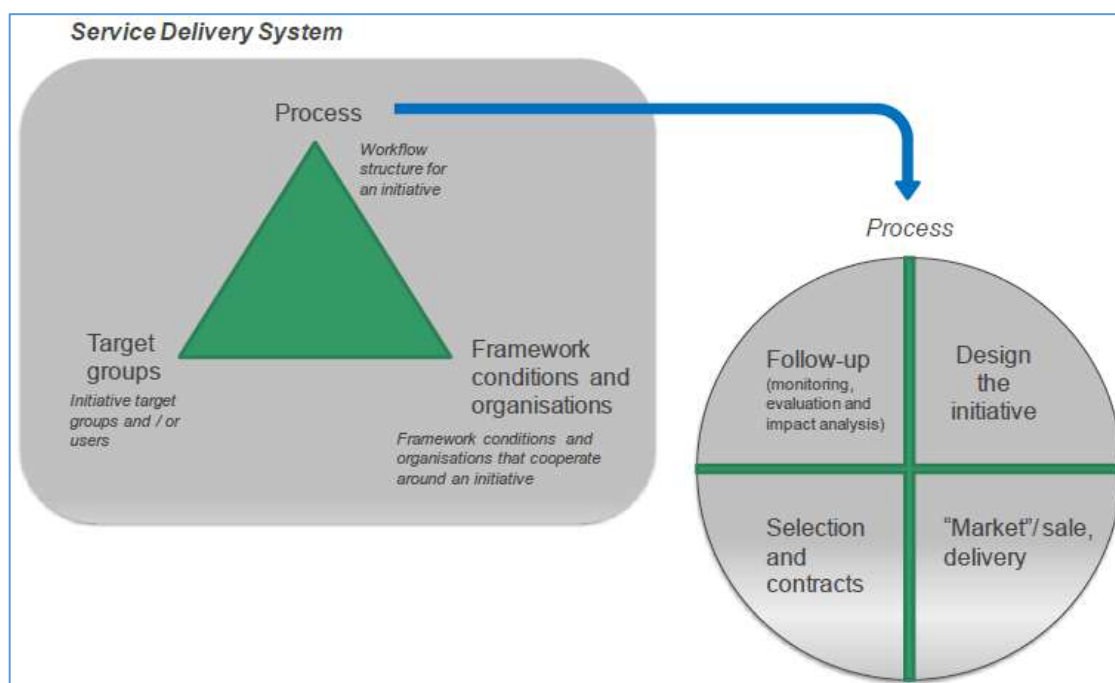 Service Delivery System
Process
Workflow
structure for
an initiative
Target
groups
Initiative target
groups and / or
users
Framework
conditions and
organisations
Framework conditions and
organisations that cooperate
around an initiative
Process
Follow-up
(monitoring,
evaluation and
impact analysis)
Design
the
initiative
Selection
and
contracts
“Market”/ sale,
delivery